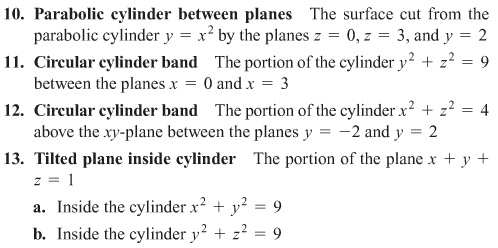 10. Parabolic cylinder between planes The surface cut from the
parabolic cylinder y = x² by the planes z = 0, z = 3, and y = 2
11. Circular cylinder band The portion of the cylinder y² + z² = 9
between the planes x = 0 and x = 3
12. Circular cylinder band The portion of the cylinder x² + z² = 4
above the xy-plane between the planes y = −2 and y = 2
13. Tilted plane inside cylinder The portion of the plane x + y +
z = 1
a. Inside the cylinder x² + y² = 9
b. Inside the cylinder y² + z² = 9